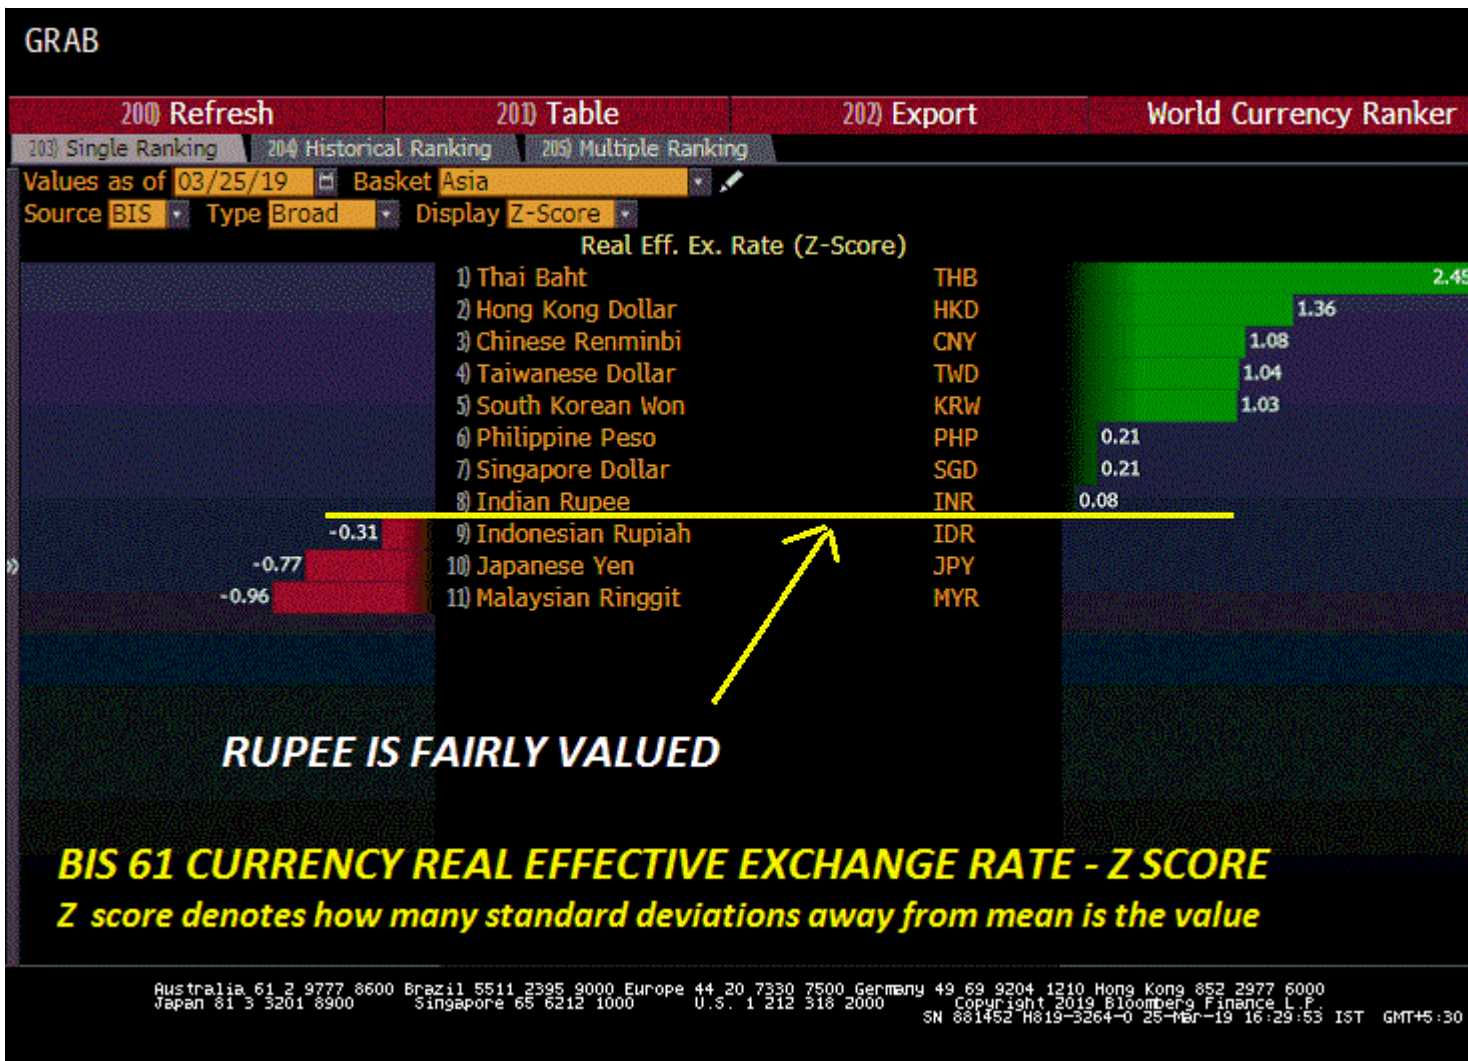 GRAB
200) Refresh 201) Table 202) Export World Currency Ranker
203) Single Ranking 204) Historical Ranking 205) Multiple Ranking
Values as of 03/25/19 Basket Asia
Source BIS Type Broad Display Z-Score
Real Eff. Ex. Rate (Z-Score)
1) Thai Baht THB 2.45
2) Hong Kong Dollar HKD 1.36
3) Chinese Renminbi CNY 1.08
4) Taiwanese Dollar TWD 1.04
5) South Korean Won KRW 1.03
6) Philippine Peso PHP 0.21
7) Singapore Dollar SGD 0.21
8) Indian Rupee INR 0.08
-0.31 9) Indonesian Rupiah IDR
-0.77 10) Japanese Yen JPY
-0.96 11) Malaysian Ringgit MYR
RUPEE IS FAIRLY VALUED
BIS 61 CURRENCY REAL EFFECTIVE EXCHANGE RATE - Z SCORE
Z score denotes how many standard deviations away from mean is the value
Australia 61 2 9777 8600 Brazil 5511 2395 9000 Europe 44 20 7330 7500 Germany 49 69 9204 1210 Hong Kong 852 2977 6000
Japan 81 3 3201 8900 Singapore 65 6212 1000 U.S. 1 212 318 2000 Copyright 2019 Bloomberg Finance L.P.
SN 881452 H819-3264-0 25-Mar-19 16:29:53 IST GMT+5:30